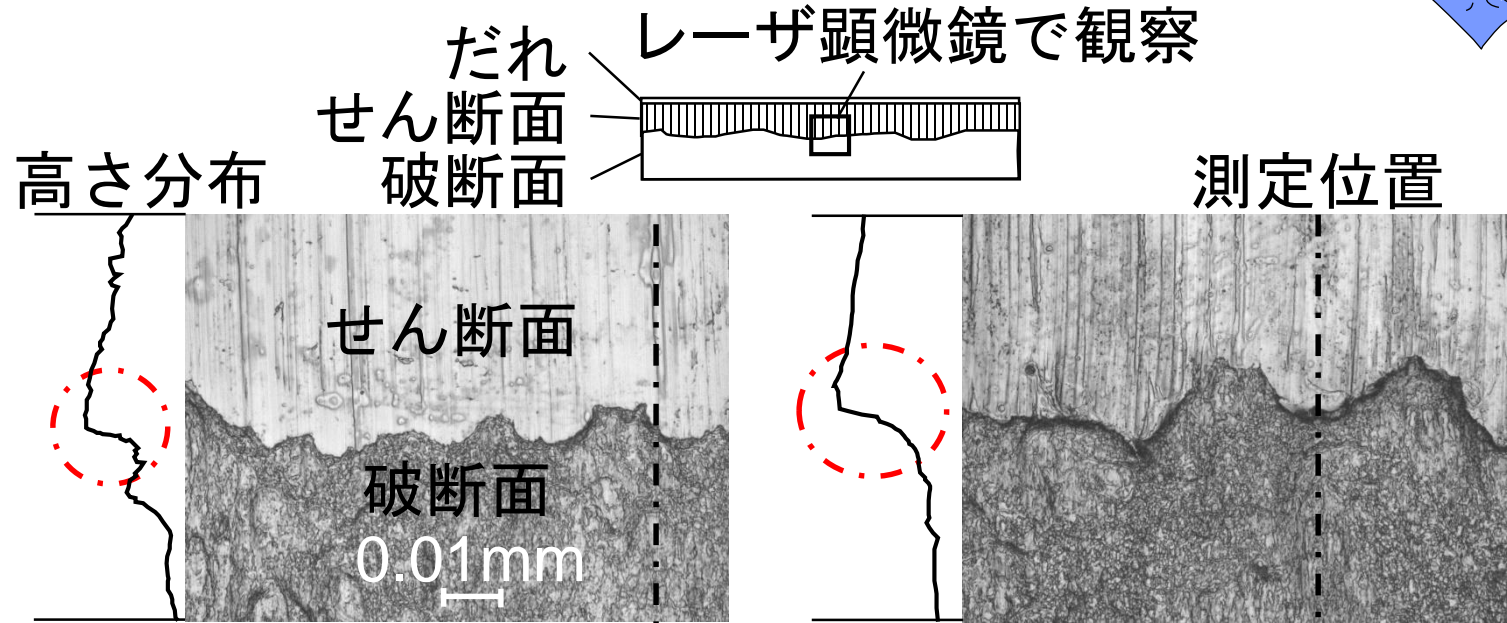 レーザ顕微鏡で観察
だれ
せん断面
破断面
高さ分布
測定位置
せん断面
破断面
0.01mm